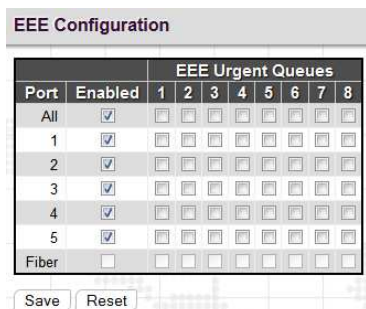 EEE Configuration
EEE Urgent Queues
Port Enabled 1 2 3 4 5 6 7 8
All
1
2
3
4
5
Fiber
Save Reset